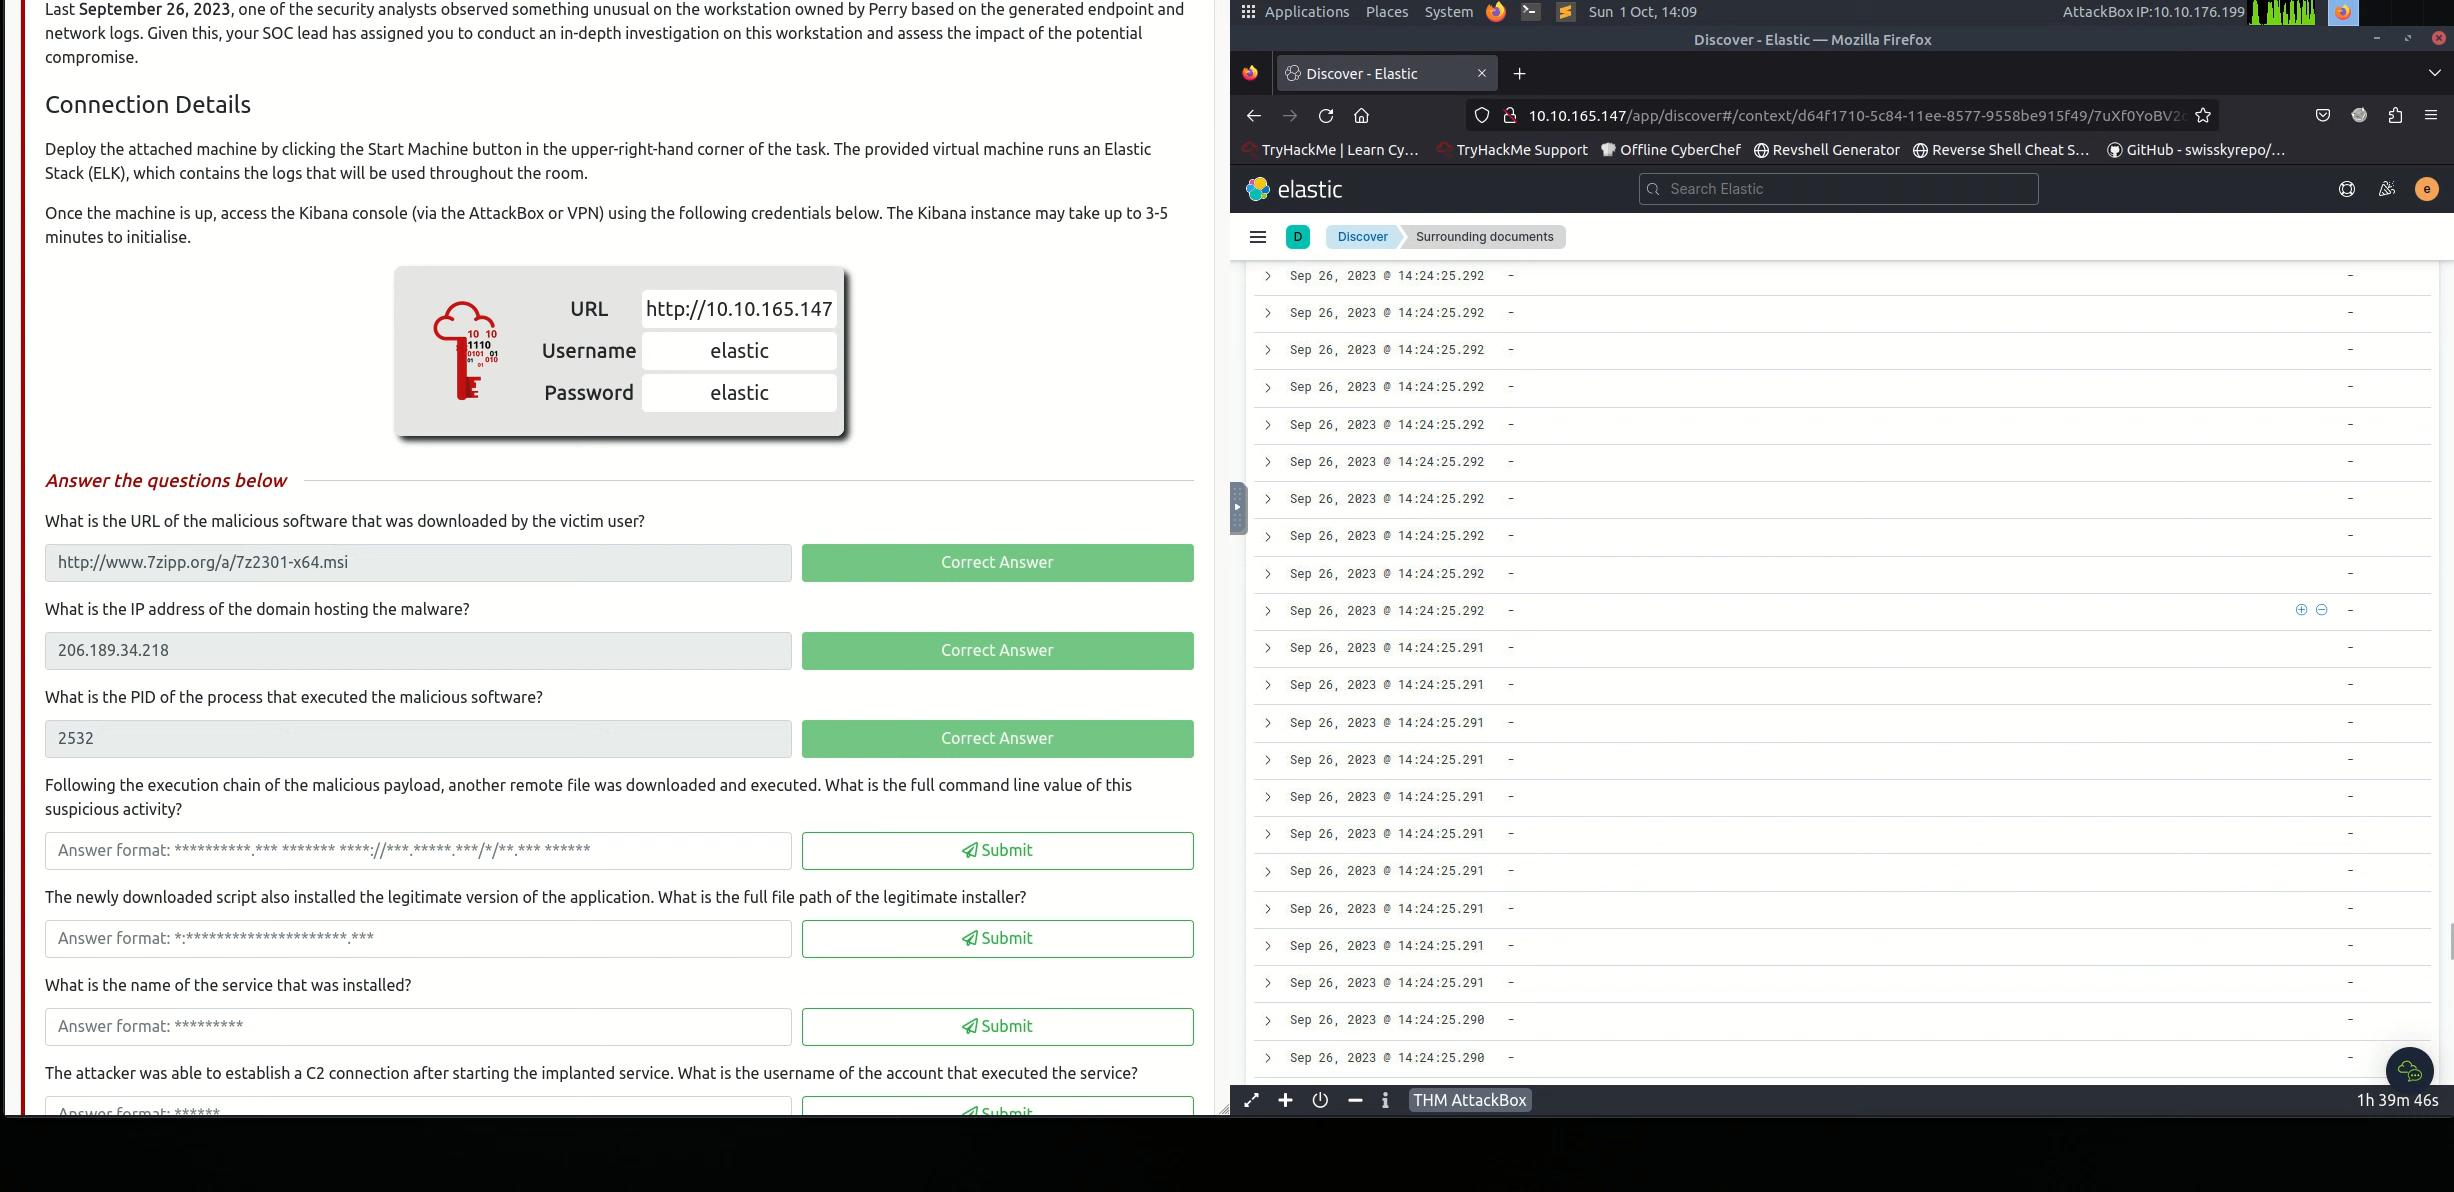 Last September 26, 2023, one of the security analysts observed something unusual on the workstation owned by Perry based on the generated endpoint and
network logs. Given this, your SOC lead has assigned you to conduct an in-depth investigation on this workstation and assess the impact of the potential
compromise.
Connection Details
Deploy the attached machine by clicking the Start Machine button in the upper-right-hand corner of the task. The provided virtual machine runs an Elastic
Stack (ELK), which contains the logs that will be used throughout the room.
Once the machine is up, access the Kibana console (via the AttackBox or VPN) using the following credentials below. The Kibana instance may take up to 3-5
minutes to initialise.
URL http://10.10.165.147
Username elastic
Password elastic
Answer the questions below
What is the URL of the malicious software that was downloaded by the victim user?
http://www.7zipp.org/a/7z2301-x64.msi Correct Answer
What is the IP address of the domain hosting the malware?
206.189.34.218 Correct Answer
What is the PID of the process that executed the malicious software?
2532 Correct Answer
Following the execution chain of the malicious payload, another remote file was downloaded and executed. What is the full command line value of this
suspicious activity?
Answer format: **********.*** ******* ****://***.*****.***/*/**.*** ****** Submit
The newly downloaded script also installed the legitimate version of the application. What is the full file path of the legitimate installer?
Answer format: *:*********************.*** Submit
What is the name of the service that was installed?
Answer format: ********* Submit
The attacker was able to establish a C2 connection after starting the implanted service. What is the username of the account that executed the service?
Answer format: ****** Submit
Applications Places System Sun 1 Oct, 14:09 AttackBox IP:10.10.176.199
Discover - Elastic — Mozilla Firefox
Discover - Elastic
10.10.165.147/app/discover#/context/d64f1710-5c84-11ee-8577-9558be915f49/7uXf0YoBV2
TryHackMe | Learn Cy... TryHackMe Support Offline CyberChef Revshell Generator Reverse Shell Cheat S... GitHub - swisskyrepo/...
elastic Search Elastic e
D Discover Surrounding documents
Sep 26, 2023 @ 14:24:25.292 - -
Sep 26, 2023 @ 14:24:25.292 - -
Sep 26, 2023 @ 14:24:25.292 - -
Sep 26, 2023 @ 14:24:25.292 - -
Sep 26, 2023 @ 14:24:25.292 - -
Sep 26, 2023 @ 14:24:25.292 - -
Sep 26, 2023 @ 14:24:25.292 - -
Sep 26, 2023 @ 14:24:25.292 - -
Sep 26, 2023 @ 14:24:25.292 - -
Sep 26, 2023 @ 14:24:25.292 - -
Sep 26, 2023 @ 14:24:25.291 - -
Sep 26, 2023 @ 14:24:25.291 - -
Sep 26, 2023 @ 14:24:25.291 - -
Sep 26, 2023 @ 14:24:25.291 - -
Sep 26, 2023 @ 14:24:25.291 - -
Sep 26, 2023 @ 14:24:25.291 - -
Sep 26, 2023 @ 14:24:25.291 - -
Sep 26, 2023 @ 14:24:25.291 - -
Sep 26, 2023 @ 14:24:25.291 - -
Sep 26, 2023 @ 14:24:25.291 - -
Sep 26, 2023 @ 14:24:25.290 - -
Sep 26, 2023 @ 14:24:25.290 - -
THM AttackBox 1h 39m 46s